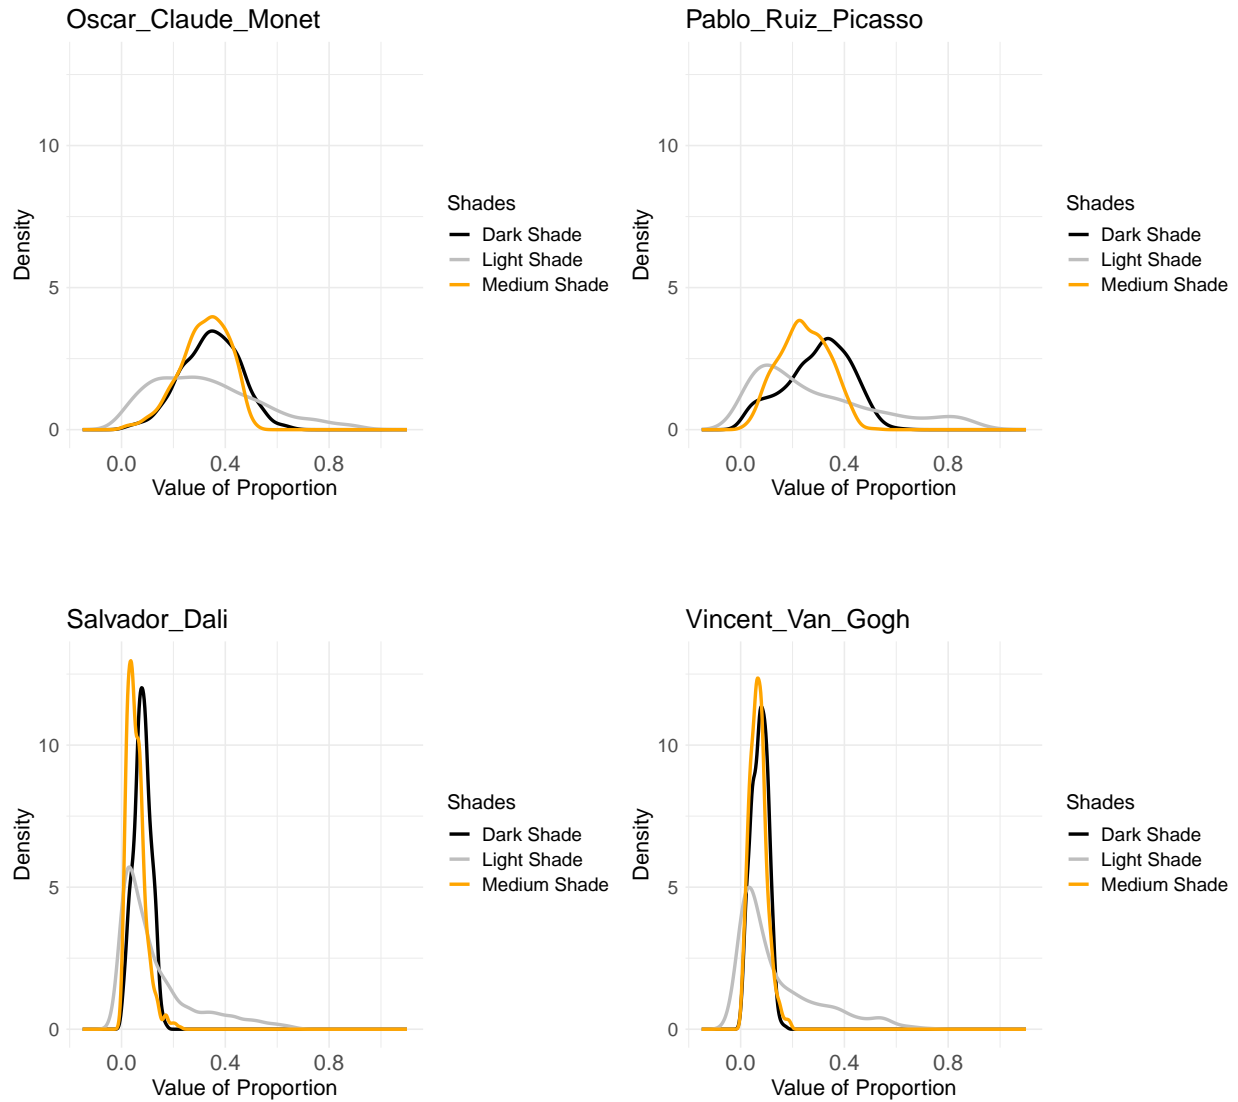 Oscar_Claude_Monet
10
5
0
Density
0.0 0.4 0.8
Value of Proportion
Shades
Dark Shade
Light Shade
Medium Shade
Pablo_Ruiz_Picasso
10
5
0
Density
0.0 0.4 0.8
Value of Proportion
Shades
Dark Shade
Light Shade
Medium Shade
Salvador_Dali
10
5
0
Density
0.0 0.4 0.8
Value of Proportion
Shades
Dark Shade
Light Shade
Medium Shade
Vincent_Van_Gogh
10
5
0
Density
0.0 0.4 0.8
Value of Proportion
Shades
Dark Shade
Light Shade
Medium Shade